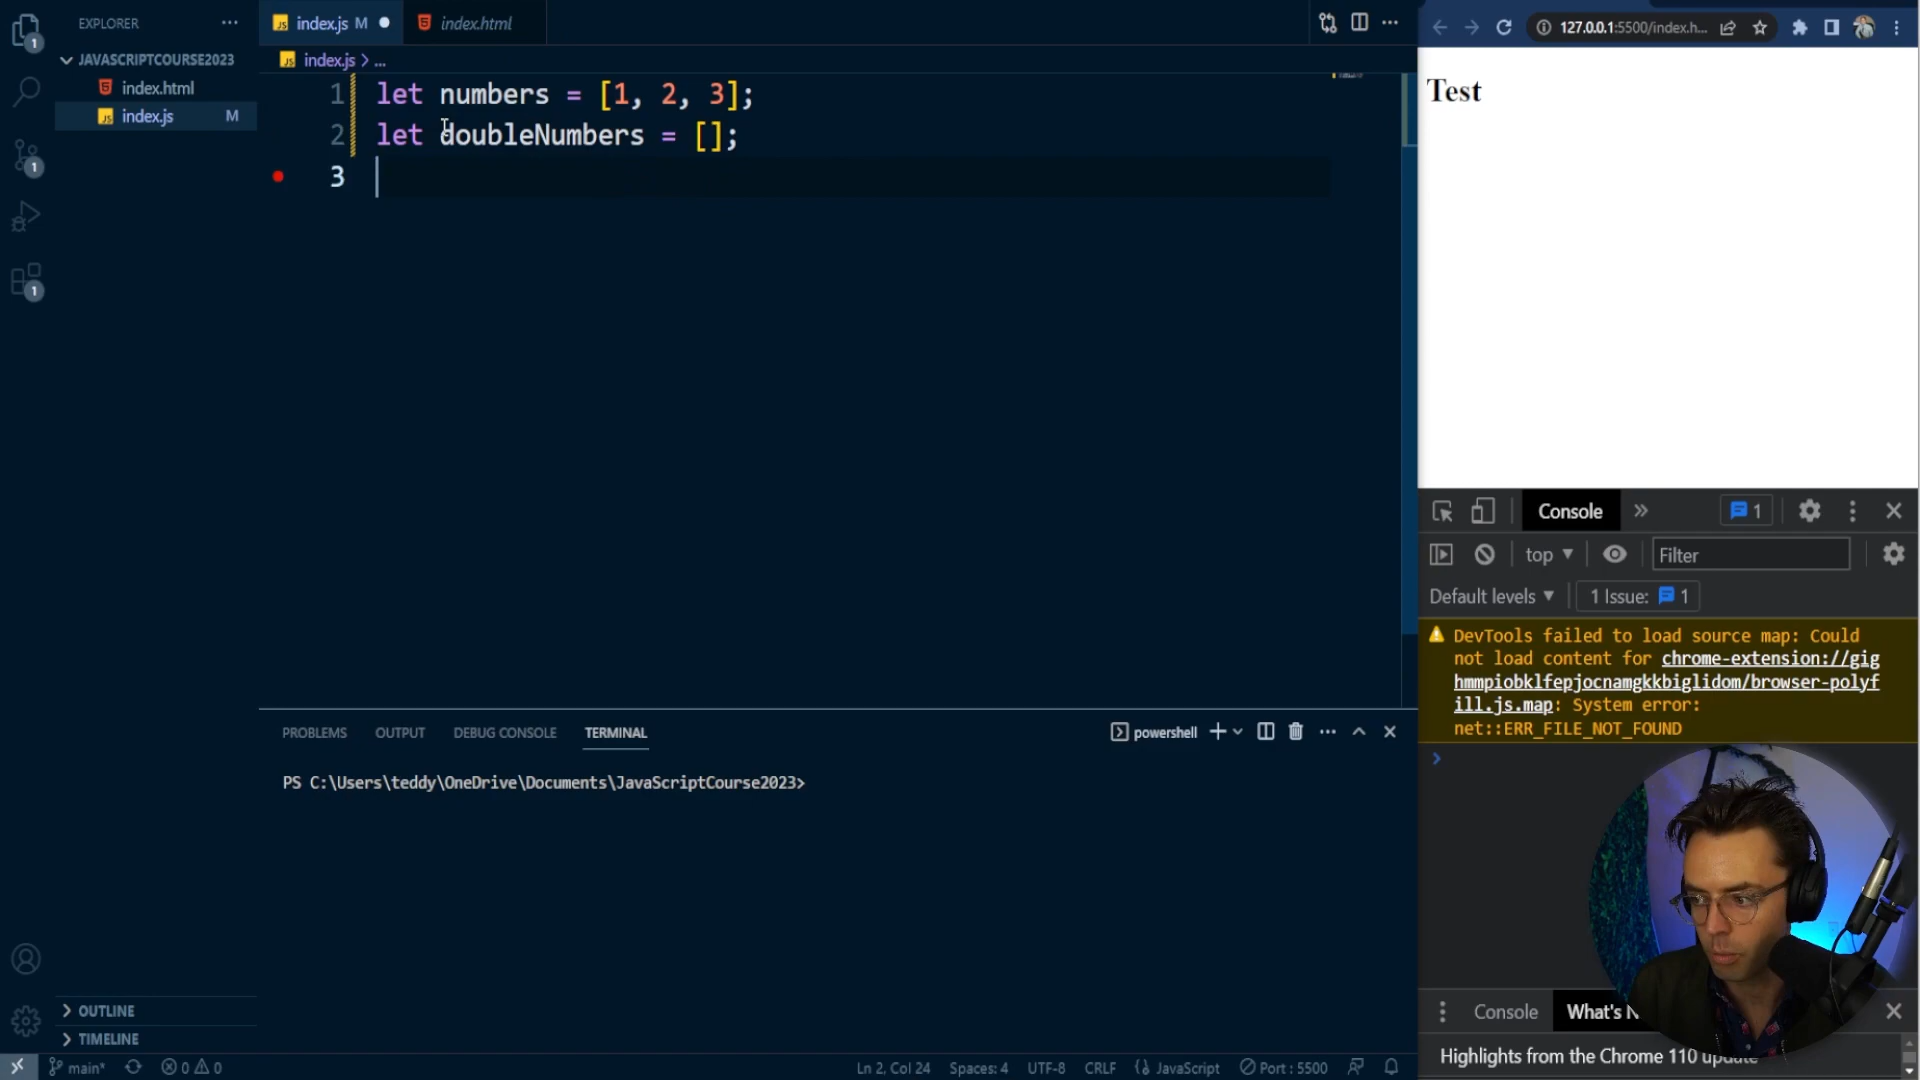 EXPLORER
JAVASCRIPTCOURSE2023
index.html
index.js M
OUTLINE
TIMELINE
1
1
1
index.js M
index.html
index.js > ...
1 let numbers = [1, 2, 3];
2 let doubleNumbers = [];
3
PROBLEMS OUTPUT DEBUG CONSOLE TERMINAL
powershell
PS C:\Users\teddy\OneDrive\Documents\JavaScriptCourse2023>
main* 0 0
Ln 2, Col 24 Spaces: 4 UTF-8 CRLF {} JavaScript Port : 5500
127.0.0.1:5500/index.h...
Test
Console 1
top Filter
Default levels 1 Issue: 1
DevTools failed to load source map: Could
not load content for chrome-extension://gig
hmmpiobklfepjocnamgkkbiglidom/browser-polyf
ill.js.map: System error:
net::ERR_FILE_NOT_FOUND
Console What's
Highlights from the Chrome 110 update